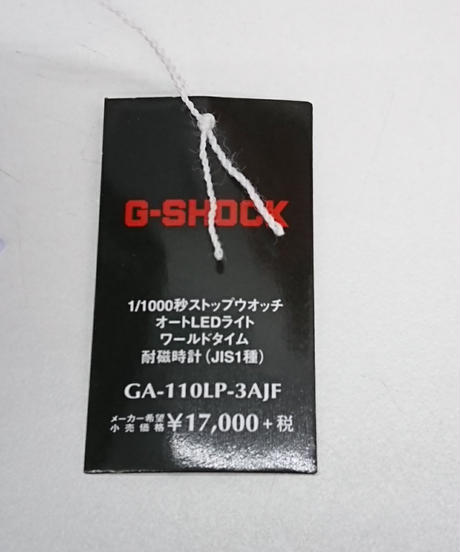 G-SHOCK
1/1000秒ストップウオッチ
オートLEDライト
ワールドタイム
耐磁時計（JIS1種）
GA-110LP-3AJF
メーカー希望小売価格 ¥17,000+税